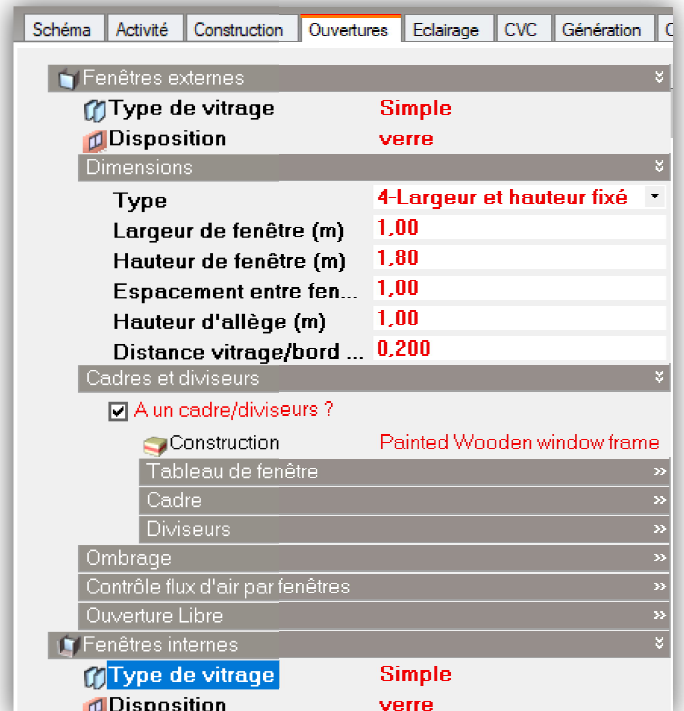 Schéma Activité Construction Ouvertures Eclairage CVC Génération
Fenêtres externes
Type de vitrage Simple
Disposition verre
Dimensions
Type 4-Largeur et hauteur fixé
Largeur de fenêtre (m) 1,00
Hauteur de fenêtre (m) 1,80
Espacement entre fen... 1,00
Hauteur d'allège (m) 1,00
Distance vitrage/bord ... 0,200
Cadres et diviseurs
A un cadre/diviseurs ?
Construction Painted Wooden window frame
Tableau de fenêtre
Cadre
Diviseurs
Ombrage
Contrôle flux d'air par fenêtres
Ouverture Libre
Fenêtres internes
Type de vitrage Simple
Disposition verre